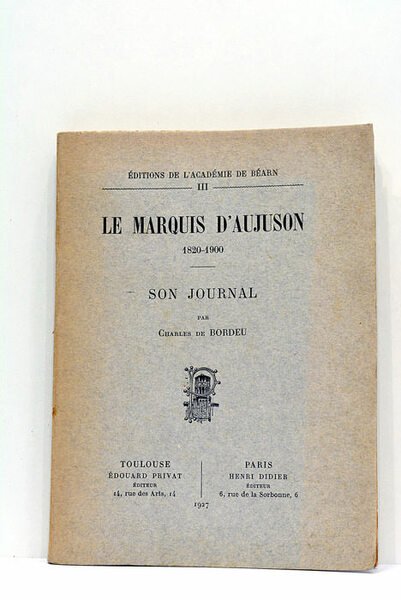 ÉDITIONS DE L'ACADÉMIE DE BÉARN
III
LE MARQUIS D'AUJUSON
1820-1900
SON JOURNAL
PAR
CHARLES DE BORDEU
TOULOUSE
ÉDOUARD PRIVAT
ÉDITEUR
14, rue des Arts, 14
PARIS
HENRI DIDIER
ÉDITEUR
6, rue de la Sorbonne, 6
1927